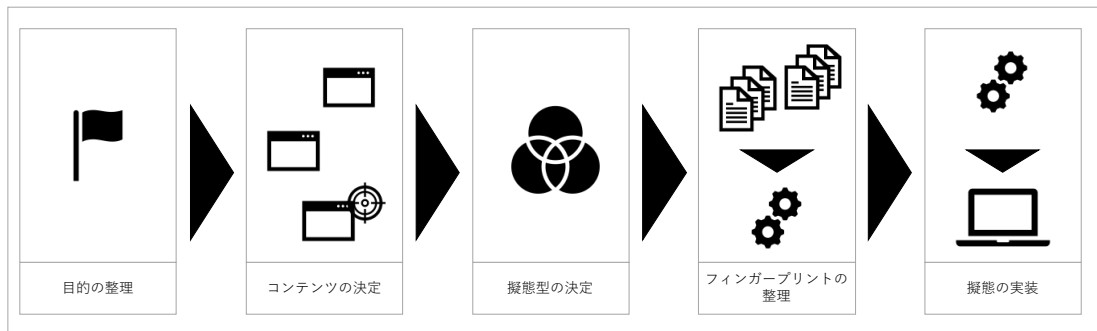 目的の整理
コンテンツの決定
擬態型の決定
フィンガープリントの
整理
擬態の実装